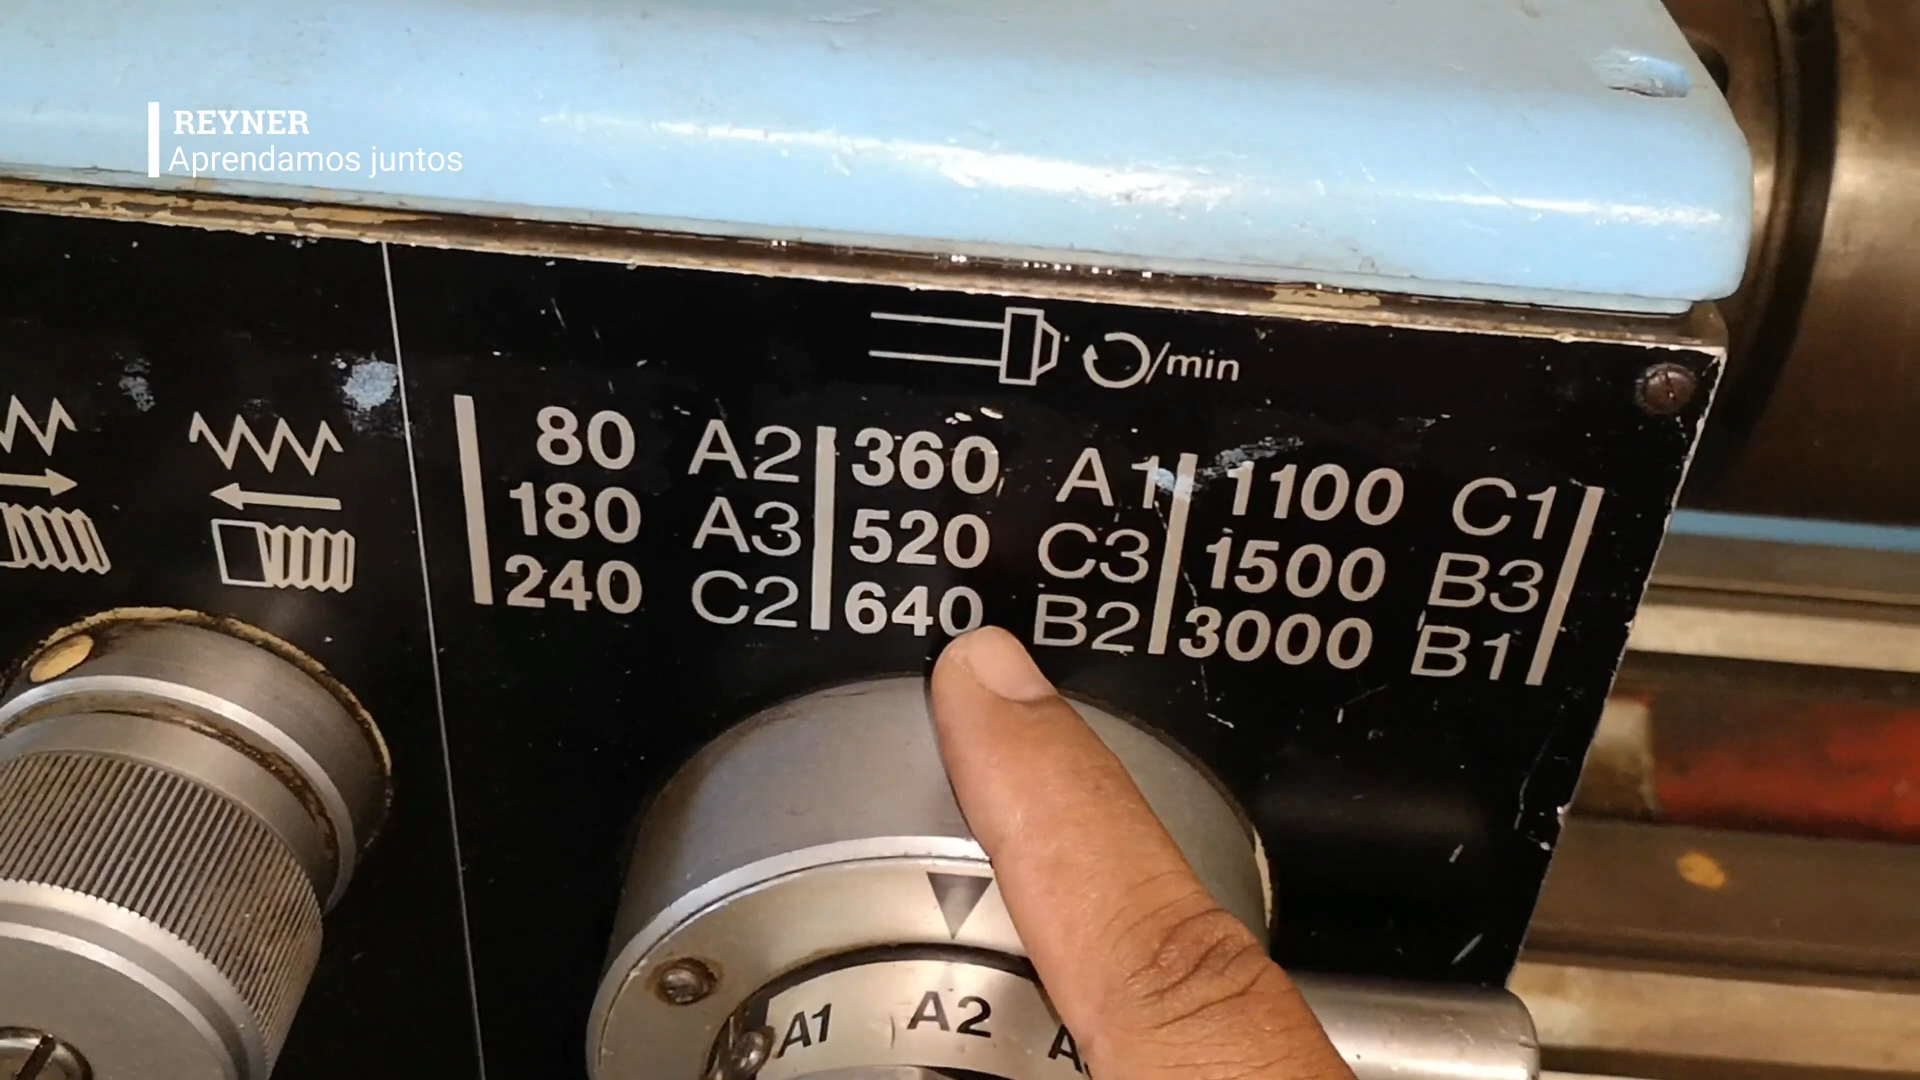 REYNER
Aprendamos juntos
/min
80 A2 360 A1 1100 C1
180 A3 520 C3 1500 B3
240 C2 640 B2 3000 B1
A1 A2